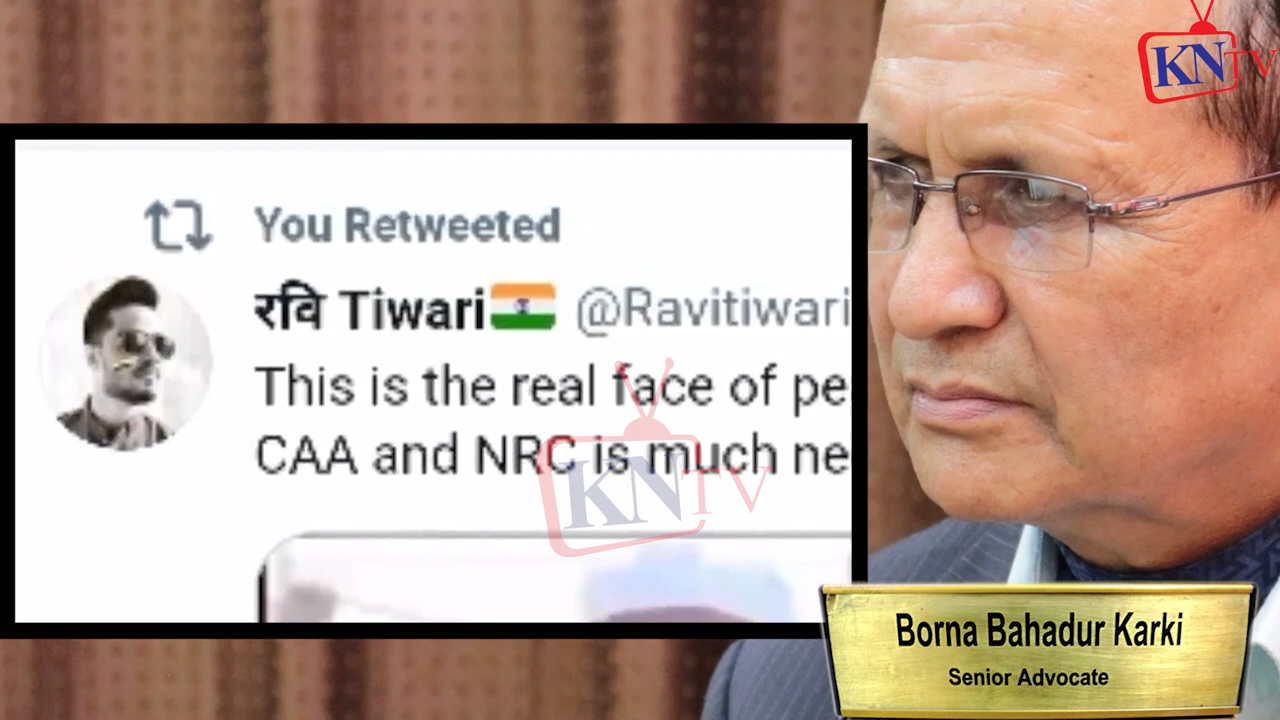 KNTV
You Retweeted
रवि Tiwari @Ravitiwari
This is the real face of pe
CAA and NRC is much ne
KNTV
Borna Bahadur Karki
Senior Advocate